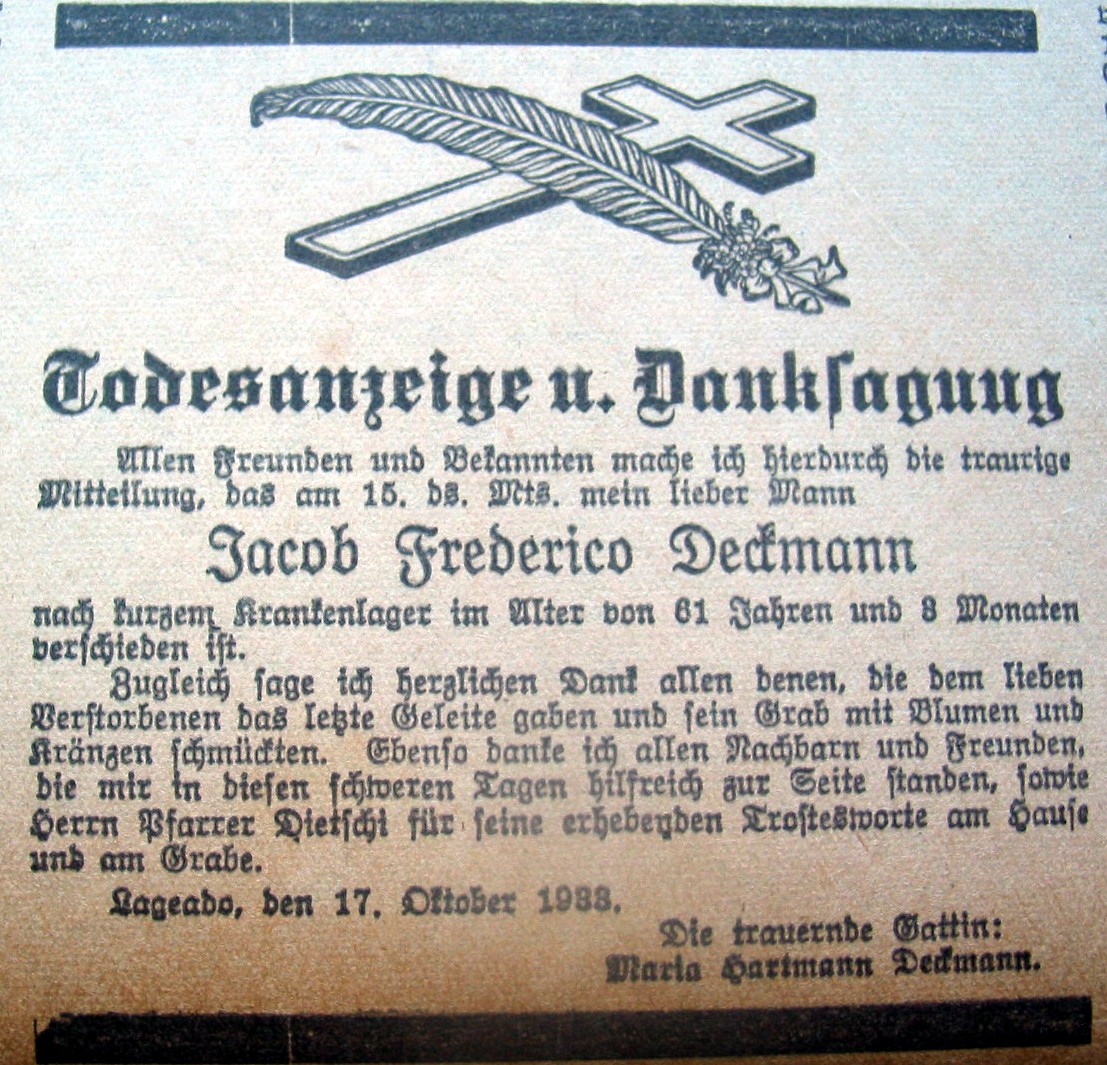 Todesanzeige u. Danksagung
Allen Freunden und Bekannten mache ich hierdurch die traurige
Mitteilung, das am 15. ds. Mts. mein lieber Mann
Jacob Frederico Deckmann
nach kurzem Krankenlager im Alter von 61 Jahren und 8 Monaten
verschieden ist.
Zugleich sage ich herzlichen Dank allen denen, die dem lieben
Verstorbenen das letzte Geleite gaben und sein Grab mit Blumen und
Kränzen schmückten. Ebenso danke ich allen Nachbarn und Freunden,
die mir in diesen schweren Tagen hilfreich zur Seite standen, sowie
Herrn Pfarrer Dietschi für seine erhebenden Trostesworte am Hause
und am Grabe.
Lageado, den 17. Oktober 1933.
Die trauernde Gattin:
Maria Hartmann Deckmann.